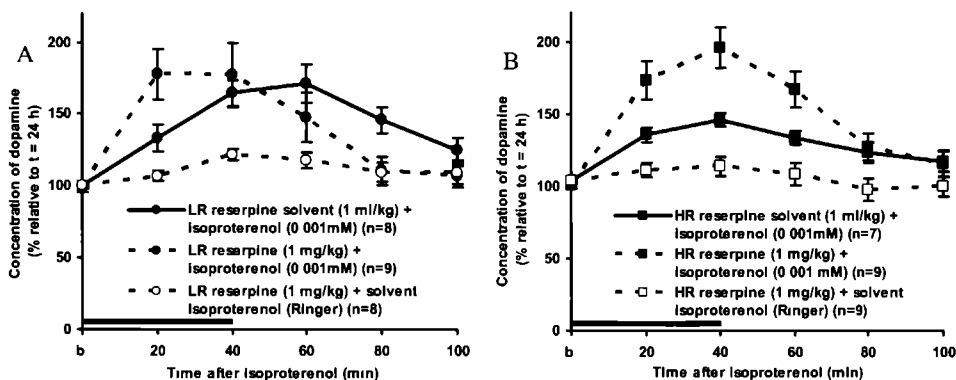 A
Concentration of dopamine
(% relative to t = 24 h)
200
150
100
50
0
LR reserpine solvent (1 ml/kg) +
Isoproterenol (0 001mM) (n=8)
LR reserpine (1 mg/kg) +
Isoproterenol (0 001mM) (n=9)
LR reserpine (1 mg/kg) + solvent
Isoproterenol (Ringer) (n=8)
b 20 40 60 80 100
Time after Isoproterenol (min)
B
Concentration of dopamine
(% relative to t = 24 h)
200
150
100
50
0
HR reserpine solvent (1 ml/kg) +
Isoproterenol (0 001mM) (n=7)
HR reserpine (1 mg/kg) +
Isoproterenol (0 001 mM) (n=9)
HR reserpine (1 mg/kg) + solvent
Isoproterenol (Ringer) (n=9)
b 20 40 60 80 100
Time after Isoproterenol (min)